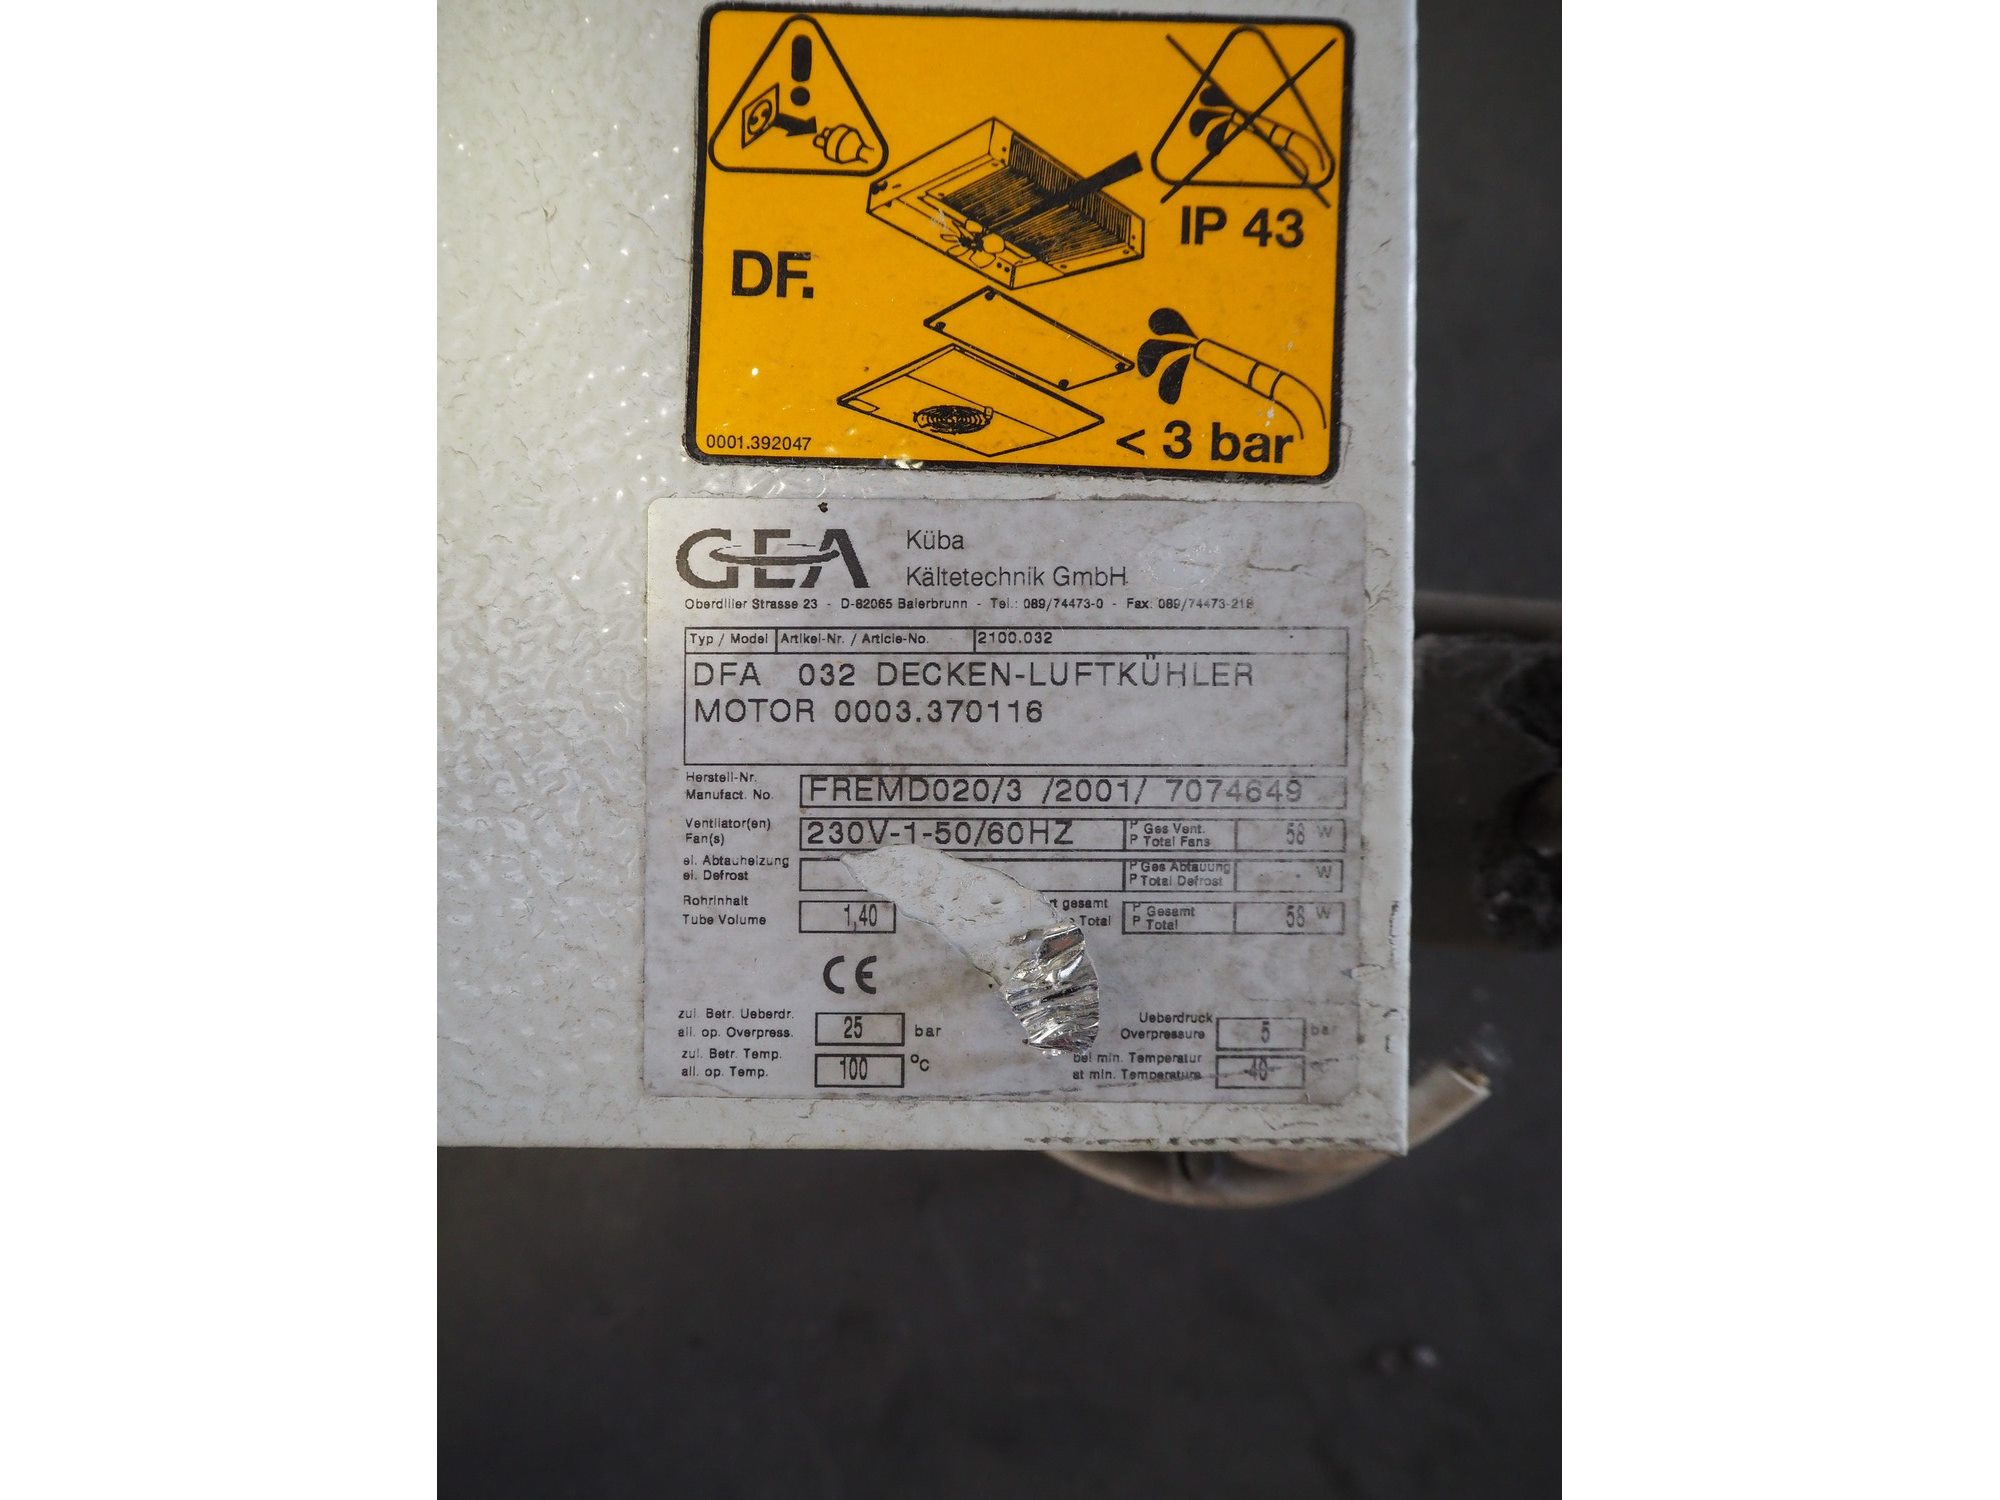 DF.
IP 43
< 3 bar
0001.392047
GEA Küba
Kältetechnik GmbH
Oberdiller Strasse 23 - D-82065 Baierbrunn - Tel.: 089/74473-0 - Fax: 089/74473-218
Typ / Model Artikel-Nr. / Article-No. 2100.032
DFA 032 DECKEN-LUFTKÜHLER
MOTOR 0003.370116
Herstell-Nr.
Manufact. No. FREMD020/3 /2001/ 7074649
Ventilator(en)
Fan(s) 230V-1-50/60HZ P Ges Vent. P Total Fans 58 W
el. Abtauheizung
el. Defrost P Ges Abtauung P Total Defrost - W
Rohrinhalt
Tube Volume 1,40 gesamt Total P Gesamt P Total 58 W
CE
zul. Betr. Ueberdr.
all. op. Overpress. 25 bar
Ueberdruck
Overpressure 5 bar
zul. Betr. Temp.
all. op. Temp. 100 °C
bei min. Temperatur
at min. Temperature -40